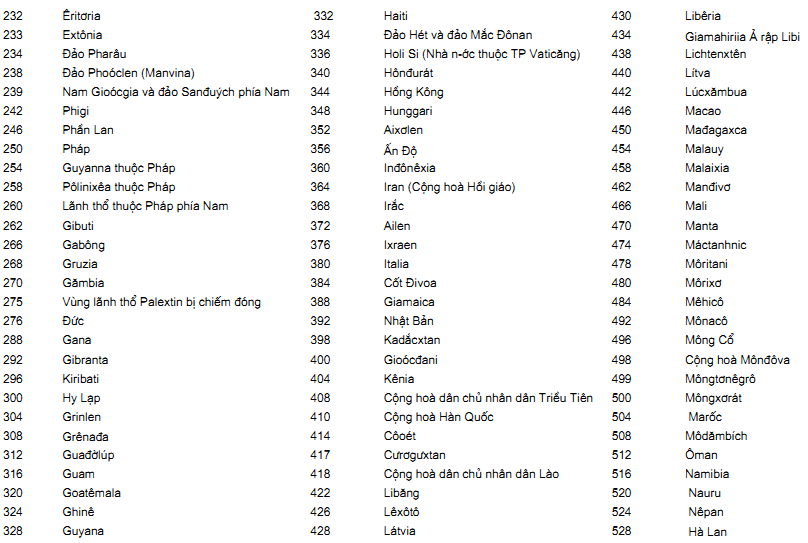 232 Êritơria 332 Haiti 430 Libêria
233 Extônia 334 Đảo Hét và đảo Mắc Đônan 434 Giamahiriia Ả rập Libi
234 Đảo Pharâu 336 Holi Si (Nhà n-ớc thuộc TP Vaticăng) 438 Lichtenxtên
238 Đảo Phoóclen (Manvina) 340 Hônđurát 440 Lítva
239 Nam Gioócgia và đảo Sanđuých phía Nam 344 Hồng Kông 442 Lúcxămbua
242 Phigi 348 Hunggari 446 Macao
246 Phần Lan 352 Aixơlen 450 Mađagaxca
250 Pháp 356 Ấn Độ 454 Malauy
254 Guyanna thuộc Pháp 360 Inđônêxia 458 Malaixia
258 Pôlinixêa thuộc Pháp 364 Iran (Cộng hoà Hồi giáo) 462 Manđivơ
260 Lãnh thổ thuộc Pháp phía Nam 368 Irắc 466 Mali
262 Gibuti 372 Ailen 470 Manta
266 Gabông 376 Ixraen 474 Máctanhnic
268 Gruzia 380 Italia 478 Môritani
270 Gămbia 384 Cốt Đivoa 480 Môrixơ
275 Vùng lãnh thổ Palextin bị chiếm đóng 388 Giamaica 484 Mêhicô
276 Đức 392 Nhật Bản 492 Mônacô
288 Gana 398 Kadắcxtan 496 Mông Cổ
292 Gibranta 400 Gioócđani 498 Cộng hoà Mônđôva
296 Kiribati 404 Kênia 499 Môngtơnêgrô
300 Hy Lạp 408 Cộng hoà dân chủ nhân dân Triều Tiên 500 Môngxơrát
304 Grinlen 410 Cộng hoà Hàn Quốc 504 Marốc
308 Grênađa 414 Côoét 508 Môdămbích
312 Guađờlúp 417 Cưrơgưxtan 512 Ôman
316 Guam 418 Cộng hoà dân chủ nhân dân Lào 516 Namibia
320 Goatêmala 422 Libăng 520 Nauru
324 Ghinê 426 Lêxôtô 524 Nêpan
328 Guyana 428 Látvia 528 Hà Lan